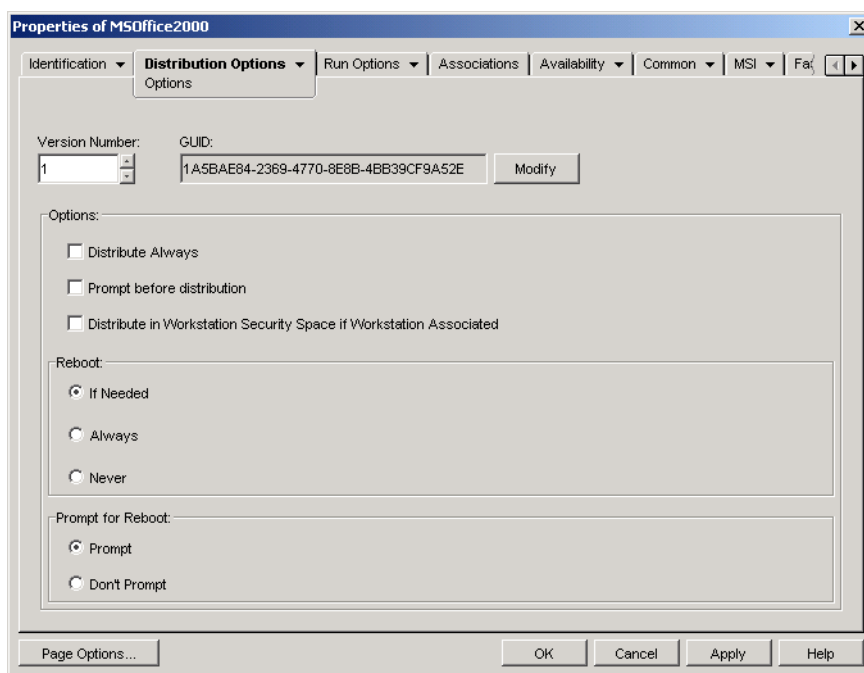 Properties of MSOffice2000
Identification Distribution Options Run Options Associations Availability Common MSI
Options
Version Number: GUID:
1 1A5BAE84-2369-4770-8E8B-4BB39CF9A52E Modify
Options:
Distribute Always
Prompt before distribution
Distribute in Workstation Security Space if Workstation Associated
Reboot:
If Needed
Always
Never
Prompt for Reboot:
Prompt
Don't Prompt
Page Options... OK Cancel Apply Help